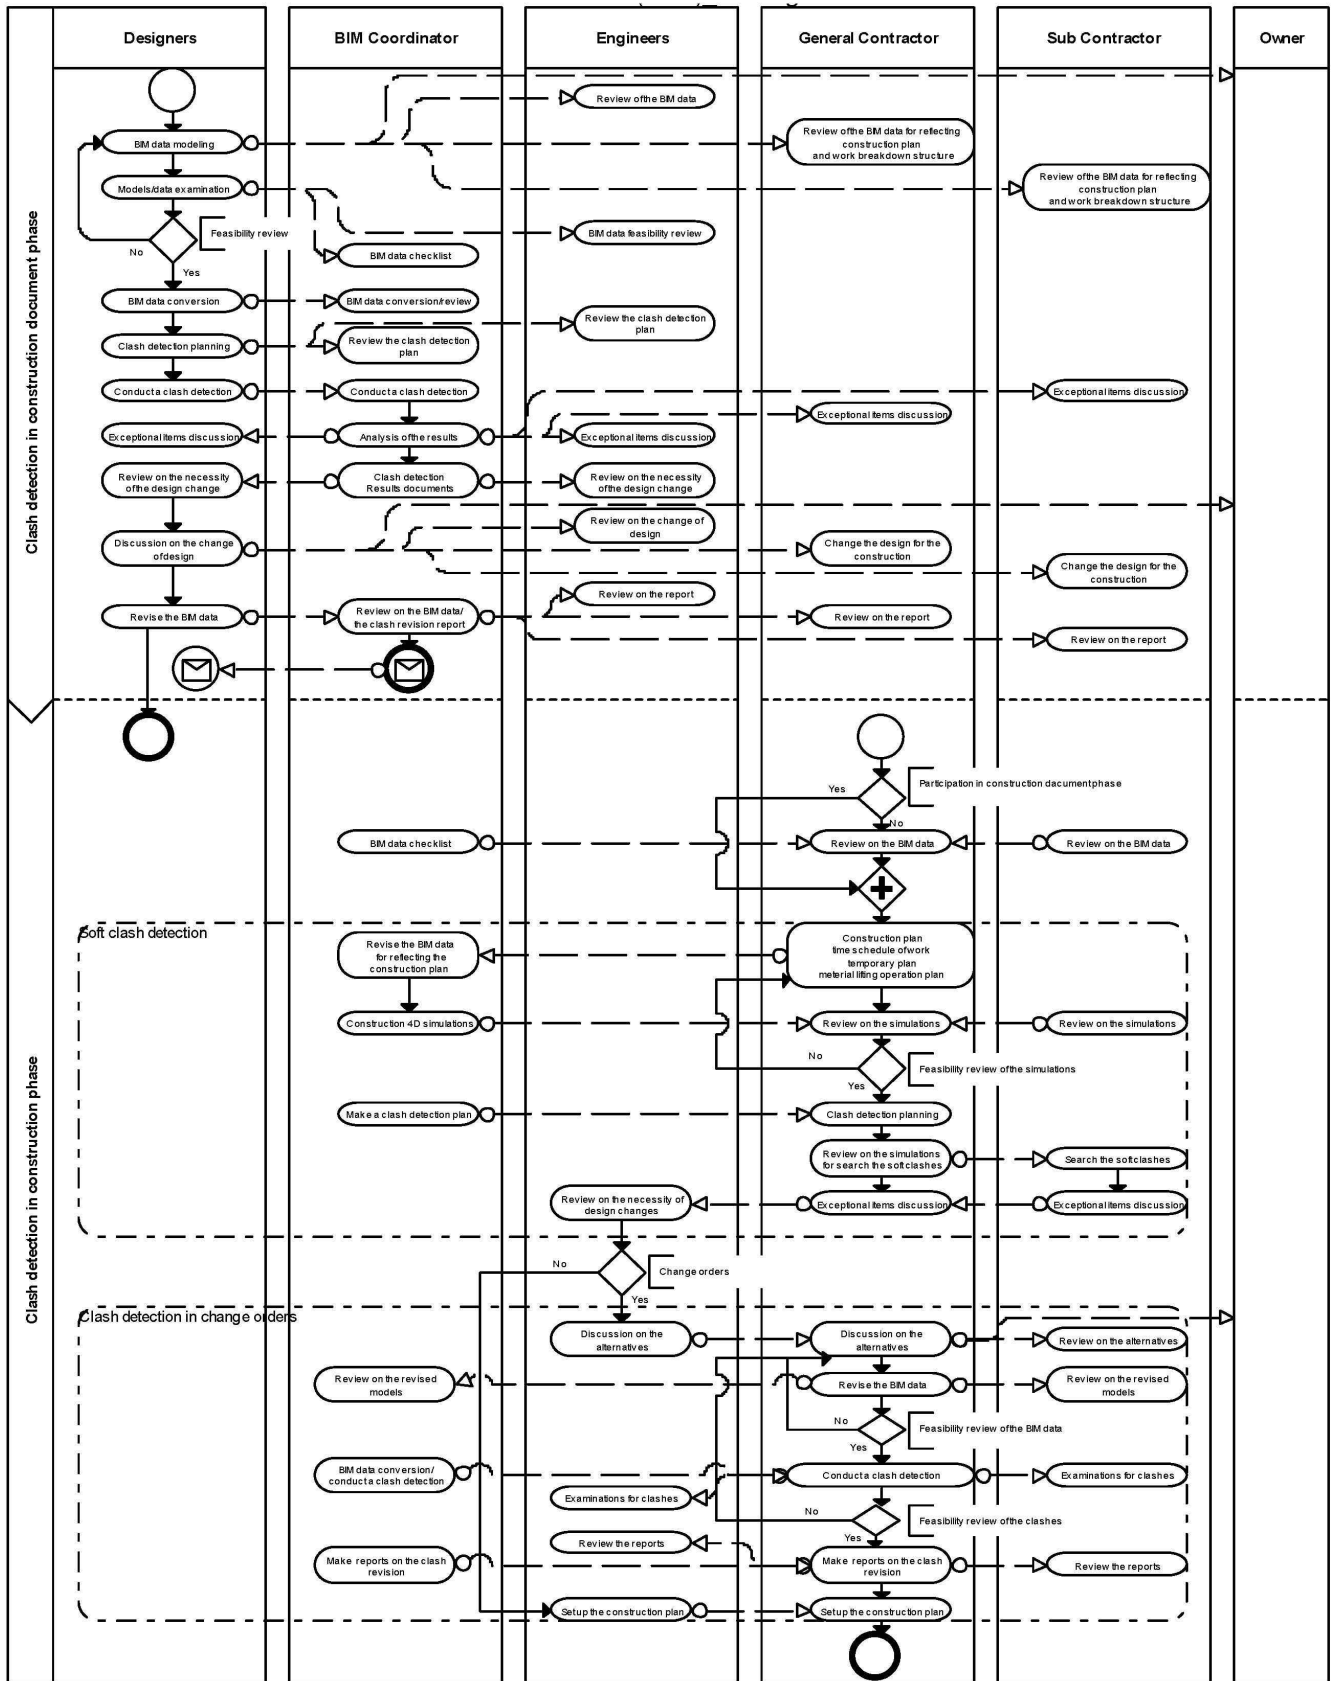 Designers
BIM Coordinator
Engineers
General Contractor
Sub Contractor
Owner
Clash detection in construction document phase
Review of the BIM data
BIM data modeling
Review of the BIM data for reflecting
construction plan
and work breakdown structure
Models/data examination
Review of the BIM data for reflecting
construction plan
and work breakdown structure
Feasibility review
No
Yes
BIM data feasibility review
BIM data checklist
BIM data conversion
BIM data conversion/review
Review the clash detection
plan
Clash detection planning
Review the clash detection
plan
Conduct a clash detection
Conduct a clash detection
Exceptional items discussion
Exceptional items discussion
Exceptional items discussion
Analysis of the results
Exceptional items discussion
Review on the necessity
of the design change
Clash detection
Results documents
Review on the necessity
of the design change
Review on the change of
design
Discussion on the change
of design
Change the design for the
construction
Change the design for the
construction
Review on the report
Revise the BIM data
Review on the BIM data/
the clash revision report
Review on the report
Review on the report
Clash detection in construction phase
Participation in construction dacument phase
Yes
No
BIM data checklist
Review on the BIM data
Review on the BIM data
Soft clash detection
Revise the BIM data
for reflecting the
construction plan
Construction plan
time schedule of work
temporary plan
meterial lifting operation plan
Construction 4D simulations
Review on the simulations
Review on the simulations
No
Feasibility review of the simulations
Yes
Make a clash detection plan
Clash detection planning
Review on the simulations
for search the soft clashes
Search the soft clashes
Review on the necessity of
design changes
Exceptional items discussion
Exceptional items discussion
No
Change orders
Yes
Clash detection in change orders
Discussion on the
alternatives
Discussion on the
alternatives
Review on the alternatives
Review on the revised
models
Revise the BIM data
Review on the revised
models
No
Feasibility review of the BIM data
Yes
BIM data conversion/
conduct a clash detection
Conduct a clash detection
Examinations for clashes
Examinations for clashes
No
Feasibility review of the clashes
Yes
Review the reports
Make reports on the clash
revision
Make reports on the clash
revision
Review the reports
Setup the construction plan
Setup the construction plan